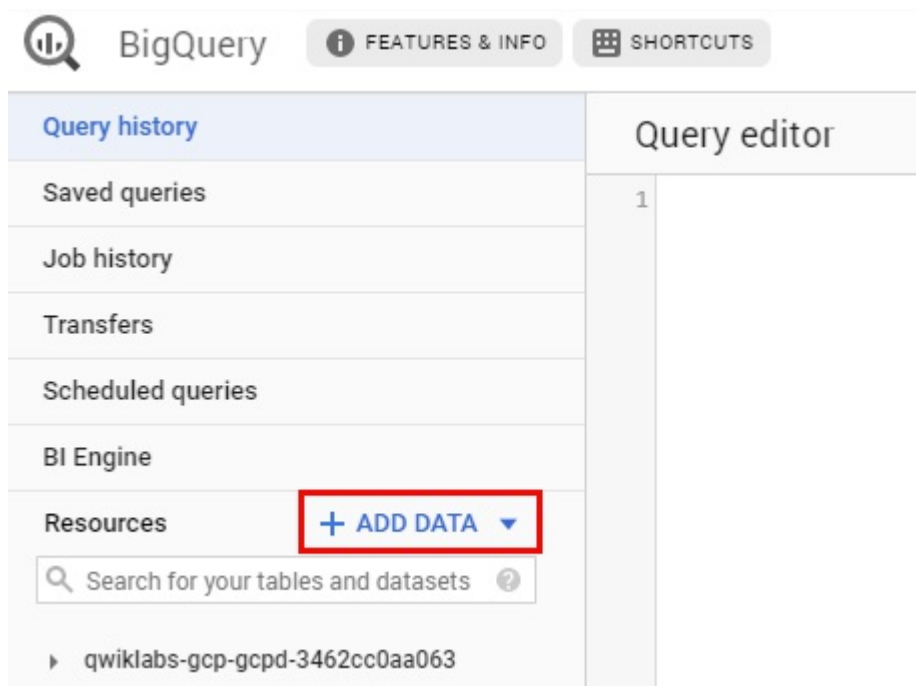 BigQuery FEATURES & INFO SHORTCUTS
Query history
Query editor
Saved queries
1
Job history
Transfers
Scheduled queries
BI Engine
Resources + ADD DATA
Search for your tables and datasets
qwiklabs-gcp-gcpd-3462cc0aa063